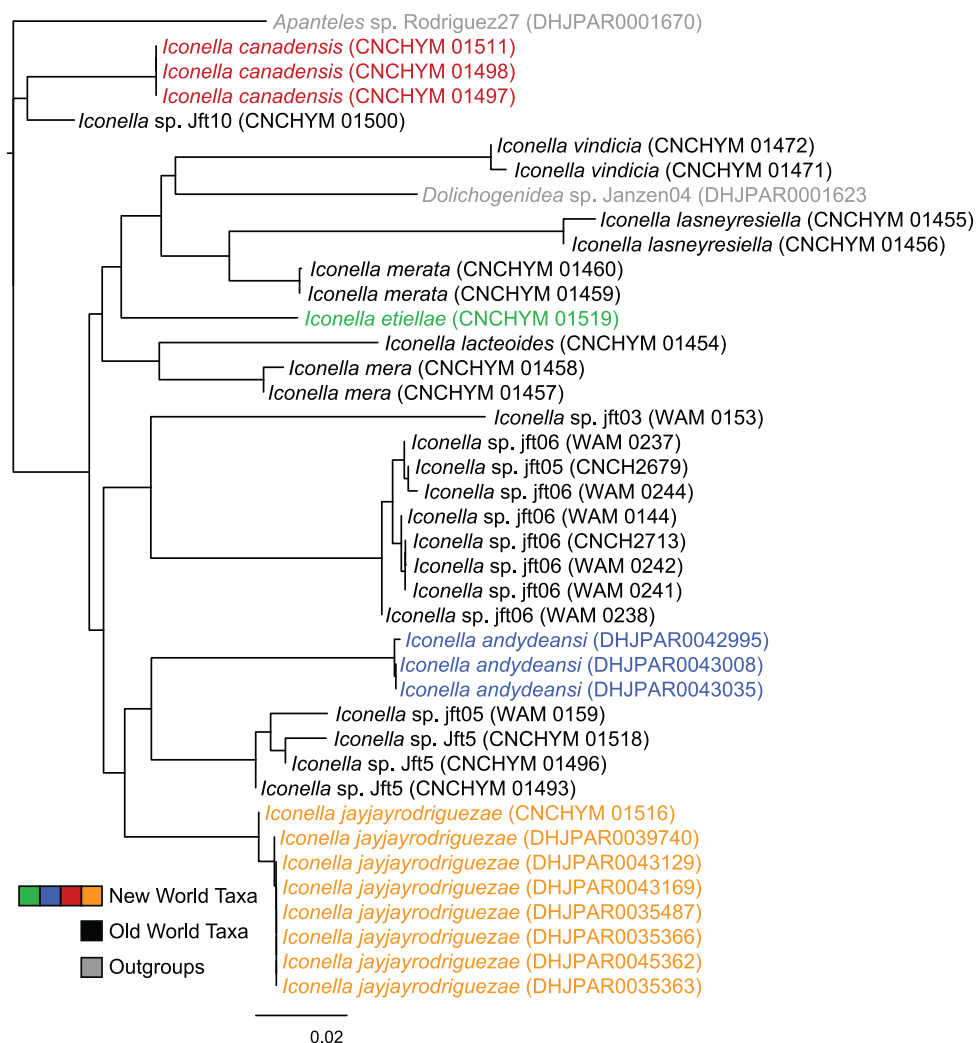 Apanteles sp. Rodriguez27 (DHJPAR0001670)
Iconella canadensis (CNCHYM 01511)
Iconella canadensis (CNCHYM 01498)
Iconella canadensis (CNCHYM 01497)
Iconella sp. Jft10 (CNCHYM 01500)
Iconella vindicia (CNCHYM 01472)
Iconella vindicia (CNCHYM 01471)
Dolichogenidea sp. Janzen04 (DHJPAR0001623
Iconella lasneyresiella (CNCHYM 01455)
Iconella lasneyresiella (CNCHYM 01456)
Iconella merata (CNCHYM 01460)
Iconella merata (CNCHYM 01459)
Iconella etiellae (CNCHYM 01519)
Iconella lacteoides (CNCHYM 01454)
Iconella mera (CNCHYM 01458)
Iconella mera (CNCHYM 01457)
Iconella sp. jft03 (WAM 0153)
Iconella sp. jft06 (WAM 0237)
Iconella sp. jft05 (CNCH2679)
Iconella sp. jft06 (WAM 0244)
Iconella sp. jft06 (WAM 0144)
Iconella sp. jft06 (CNCH2713)
Iconella sp. jft06 (WAM 0242)
Iconella sp. jft06 (WAM 0241)
Iconella sp. jft06 (WAM 0238)
Iconella andydeansi (DHJPAR0042995)
Iconella andydeansi (DHJPAR0043008)
Iconella andydeansi (DHJPAR0043035)
Iconella sp. jft05 (WAM 0159)
Iconella sp. Jft5 (CNCHYM 01518)
Iconella sp. Jft5 (CNCHYM 01496)
Iconella sp. Jft5 (CNCHYM 01493)
Iconella jayjayrodriguezae (CNCHYM 01516)
Iconella jayjayrodriguezae (DHJPAR0039740)
Iconella jayjayrodriguezae (DHJPAR0043129)
Iconella jayjayrodriguezae (DHJPAR0043169)
Iconella jayjayrodriguezae (DHJPAR0035487)
Iconella jayjayrodriguezae (DHJPAR0035366)
Iconella jayjayrodriguezae (DHJPAR0045362)
Iconella jayjayrodriguezae (DHJPAR0035363)
New World Taxa
Old World Taxa
Outgroups
0.02